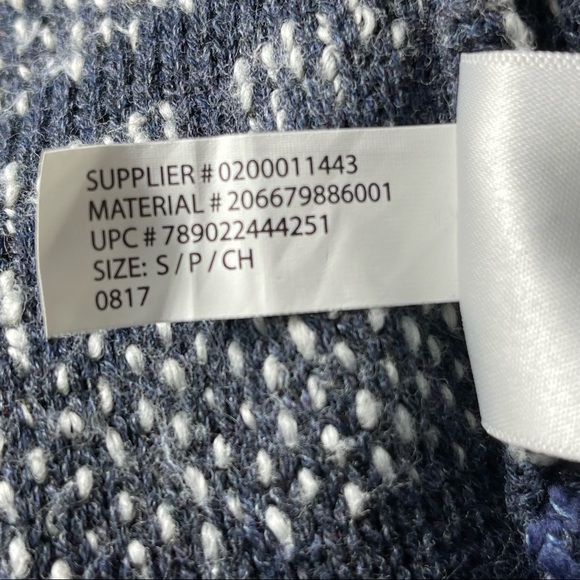 SUPPLIER # 0200011443
MATERIAL # 206679886001
UPC # 789022444251
SIZE: S / P / CH
0817